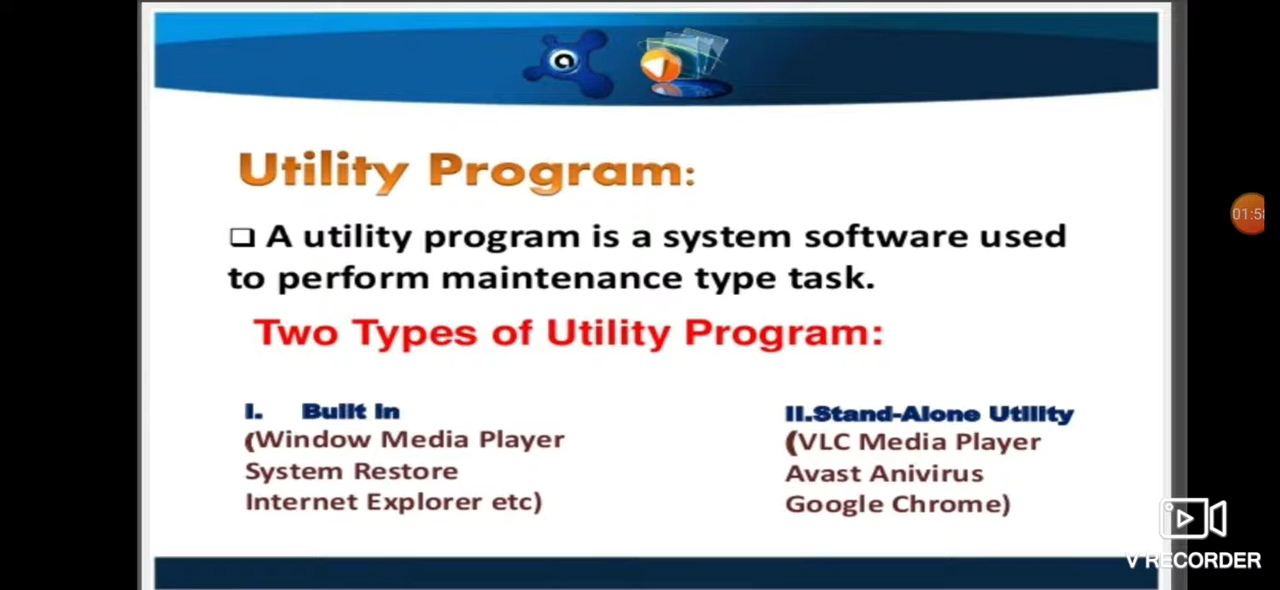 Utility Program:
❑ A utility program is a system software used
to perform maintenance type task.
Two Types of Utility Program:
I. Built In
(Window Media Player
System Restore
Internet Explorer etc)
II.Stand-Alone Utility
(VLC Media Player
Avast Anivirus
Google Chrome)
01:58
V RECORDER